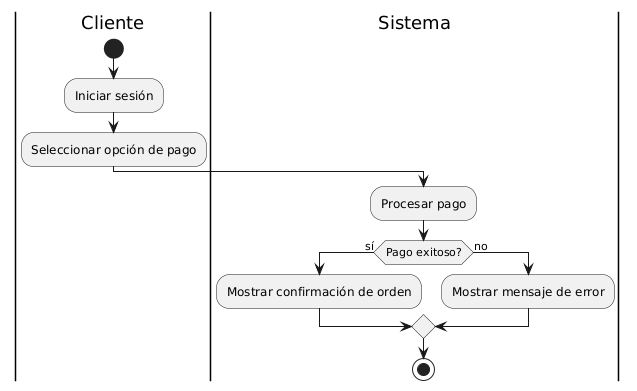 Cliente
Sistema
Iniciar sesión
Seleccionar opción de pago
Procesar pago
Pago exitoso?
sí
no
Mostrar confirmación de orden
Mostrar mensaje de error